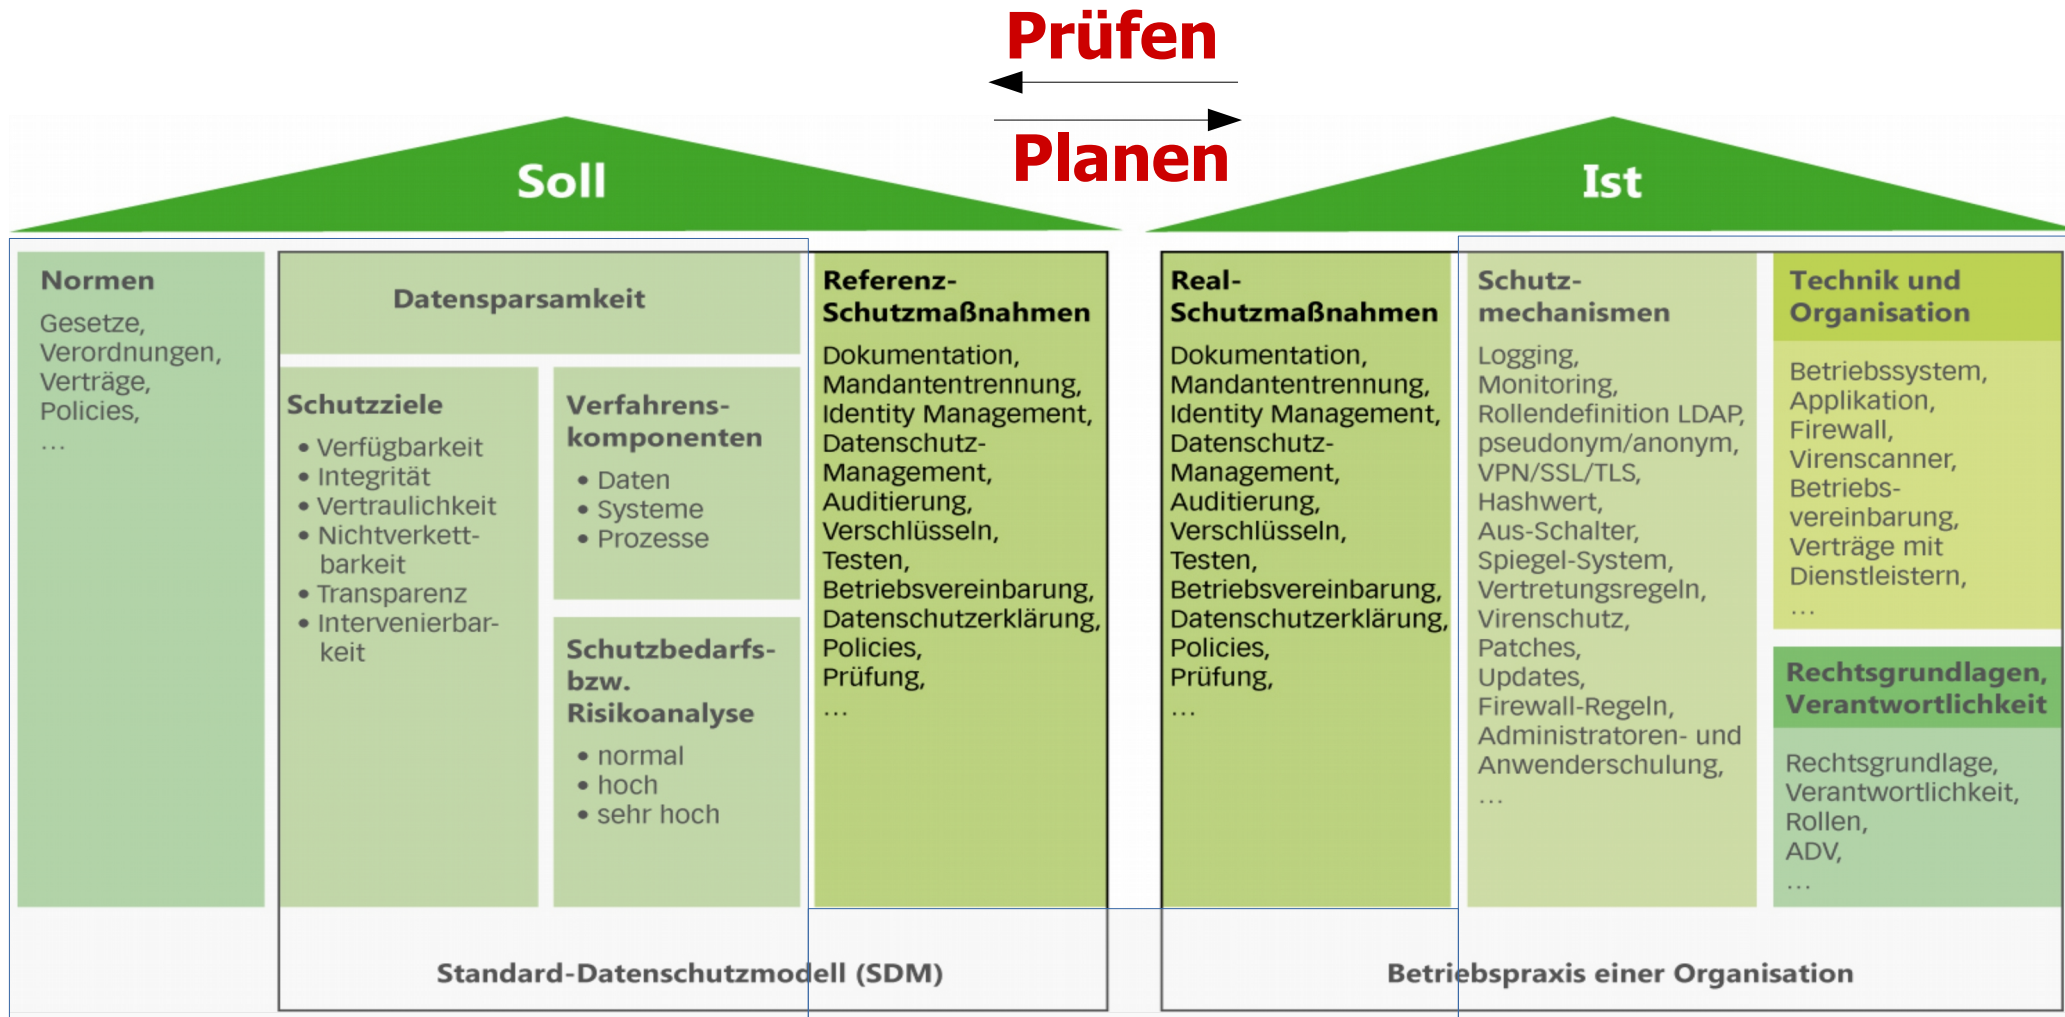 Prüfen
Planen
Soll
Ist
Normen
Gesetze,
Verordnungen,
Verträge,
Policies,
...
Datensparsamkeit
Schutzziele
• Verfügbarkeit
• Integrität
• Vertraulichkeit
• Nichtverkett-
barkeit
• Transparenz
• Intervenierbar-
keit
Verfahrens-
komponenten
• Daten
• Systeme
• Prozesse
Schutzbedarfs-
bzw.
Risikoanalyse
• normal
• hoch
• sehr hoch
Referenz-
Schutzmaßnahmen
Dokumentation,
Mandantentrennung,
Identity Management,
Datenschutz-
Management,
Auditierung,
Verschlüsseln,
Testen,
Betriebsvereinbarung,
Datenschutzerklärung,
Policies,
Prüfung,
...
Standard-Datenschutzmodell (SDM)
Real-
Schutzmaßnahmen
Dokumentation,
Mandantentrennung,
Identity Management,
Datenschutz-
Management,
Auditierung,
Verschlüsseln,
Testen,
Betriebsvereinbarung,
Datenschutzerklärung,
Policies,
Prüfung,
...
Schutz-
mechanismen
Logging,
Monitoring,
Rollendefinition LDAP,
pseudonym/anonym,
VPN/SSL/TLS,
Hashwert,
Aus-Schalter,
Spiegel-System,
Vertretungsregeln,
Virenschutz,
Patches,
Updates,
Firewall-Regeln,
Administratoren- und
Anwenderschulung,
...
Technik und
Organisation
Betriebssystem,
Applikation,
Firewall,
Virenscanner,
Betriebs-
vereinbarung,
Verträge mit
Dienstleistern,
...
Rechtsgrundlagen,
Verantwortlichkeit
Rechtsgrundlage,
Verantwortlichkeit,
Rollen,
ADV,
...
Betriebspraxis einer Organisation